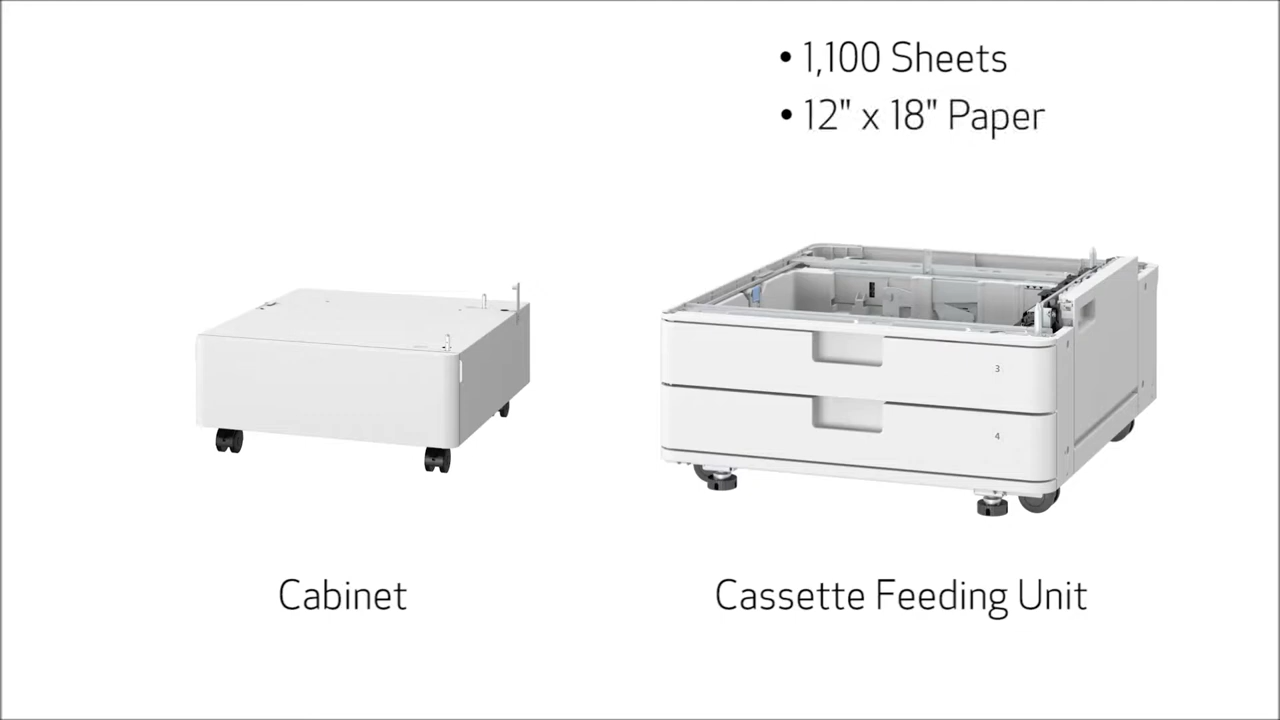 • 1,100 Sheets
• 12" x 18" Paper
3
4
Cabinet
Cassette Feeding Unit